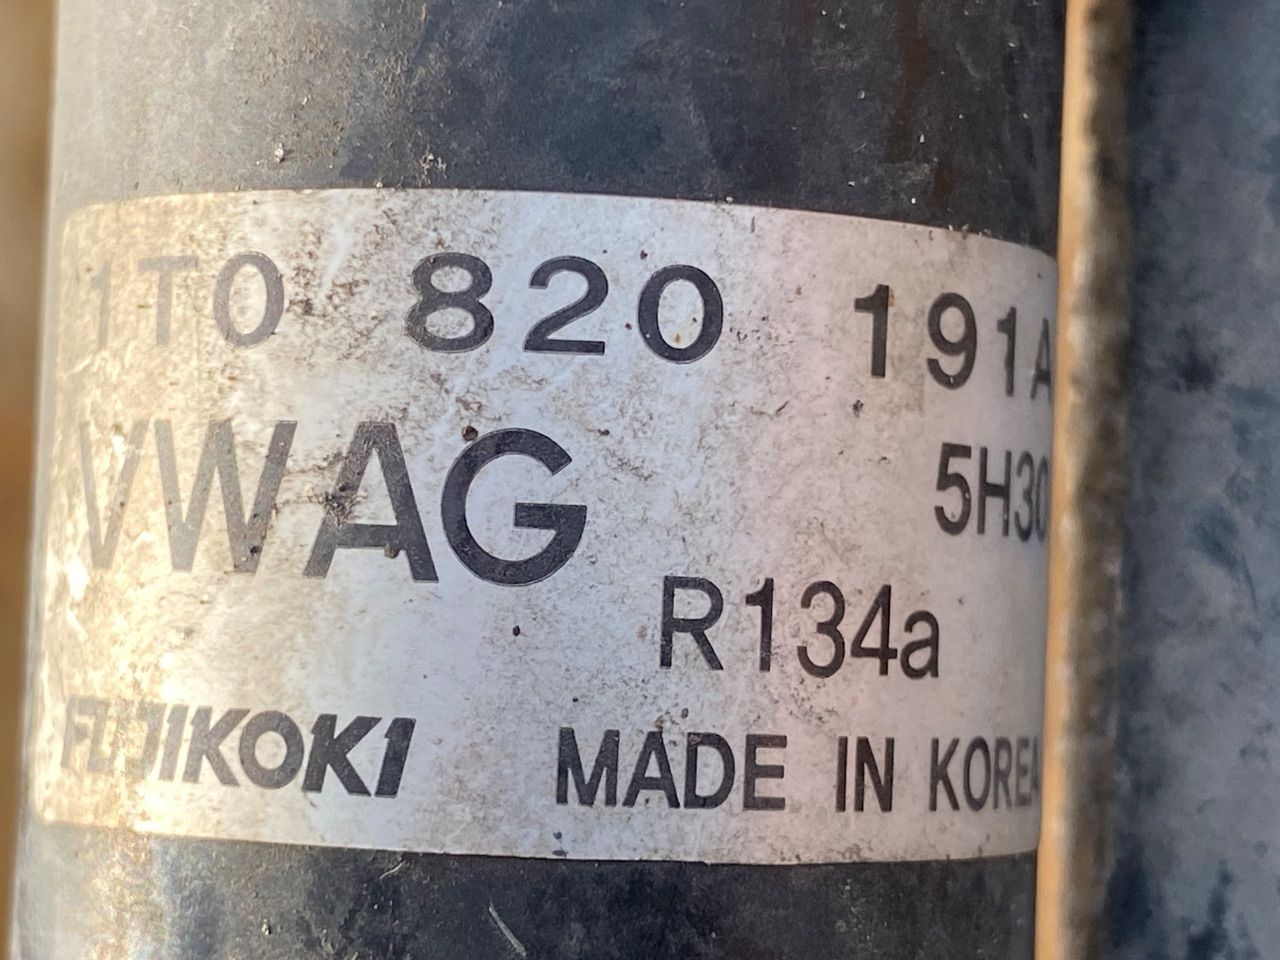 1T0 820 191A
VWAG
5H30
R134a
FUJIKOKI MADE IN KOREA